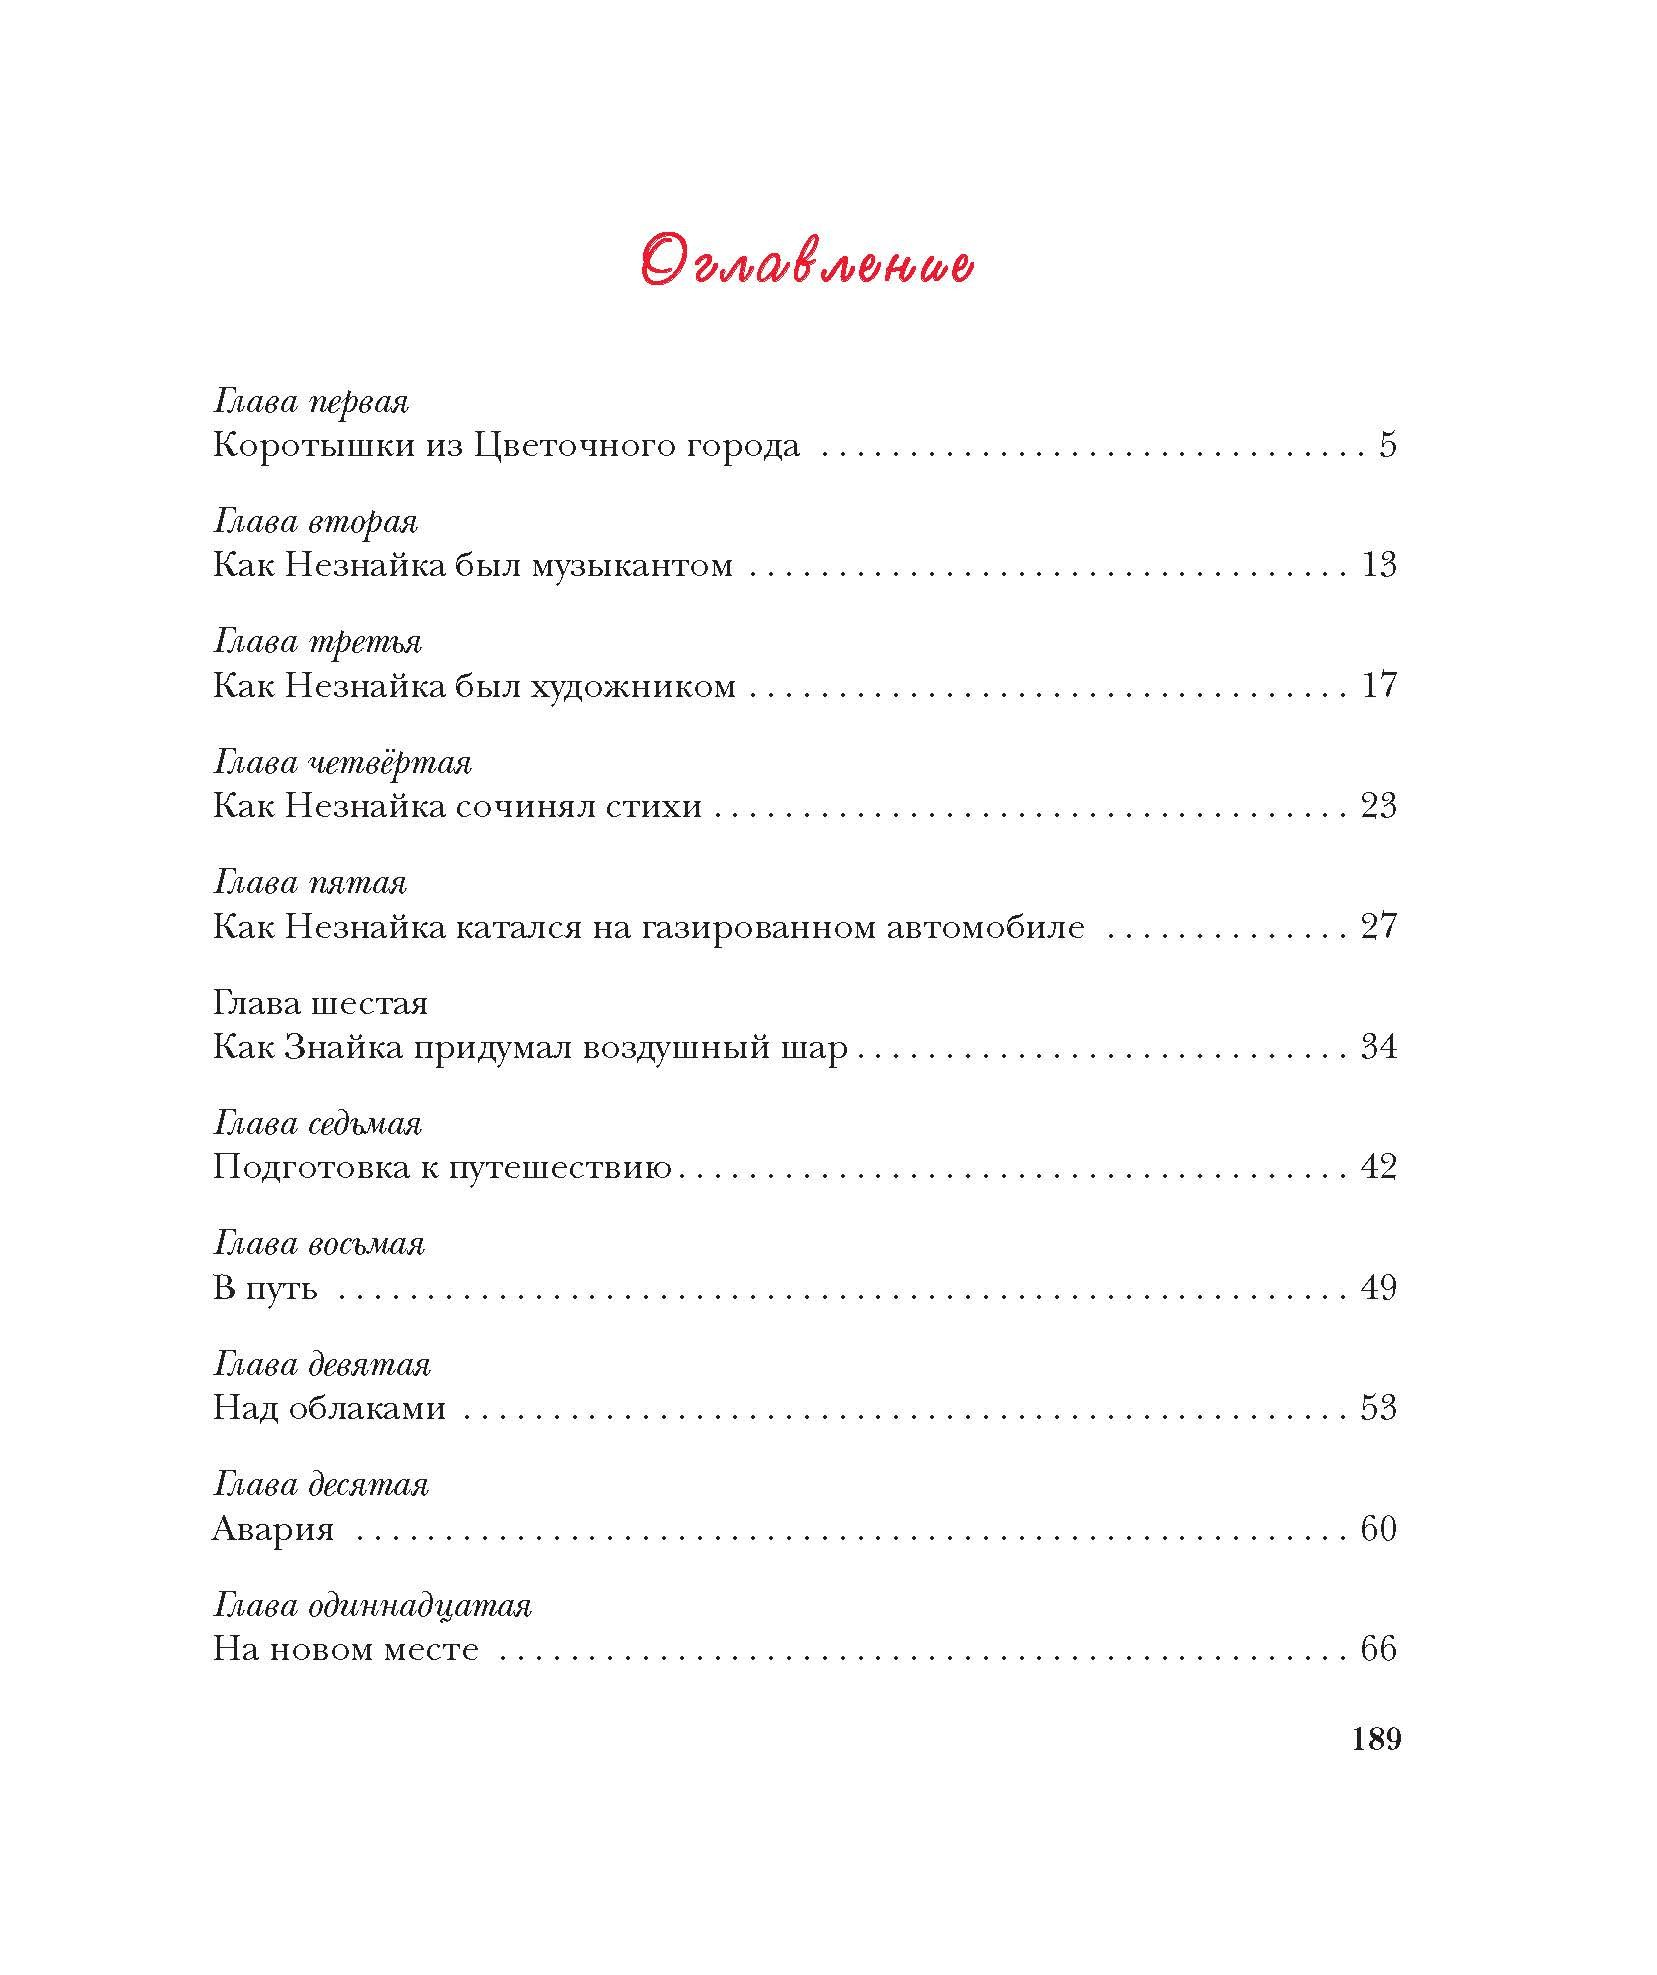 Оглавление
Глава первая
Коротышки из Цветочного города . . . . . . . . . . . . . . . . . . . . . . . . . . . . . . . 5
Глава вторая
Как Незнайка был музыкантом . . . . . . . . . . . . . . . . . . . . . . . . . . . . . . . . . . 13
Глава третья
Как Незнайка был художником . . . . . . . . . . . . . . . . . . . . . . . . . . . . . . . . . . 17
Глава четвёртая
Как Незнайка сочинял стихи . . . . . . . . . . . . . . . . . . . . . . . . . . . . . . . . . . . . 23
Глава пятая
Как Незнайка катался на газированном автомобиле . . . . . . . . . . . . . . 27
Глава шестая
Как Знайка придумал воздушный шар . . . . . . . . . . . . . . . . . . . . . . . . . . . . 34
Глава седьмая
Подготовка к путешествию . . . . . . . . . . . . . . . . . . . . . . . . . . . . . . . . . . . . . . 42
Глава восьмая
В путь . . . . . . . . . . . . . . . . . . . . . . . . . . . . . . . . . . . . . . . . . . . . . . . . . . . . . . . . . 49
Глава девятая
Над облаками . . . . . . . . . . . . . . . . . . . . . . . . . . . . . . . . . . . . . . . . . . . . . . . . . . 53
Глава десятая
Авария . . . . . . . . . . . . . . . . . . . . . . . . . . . . . . . . . . . . . . . . . . . . . . . . . . . . . . . . 60
Глава одиннадцатая
На новом месте . . . . . . . . . . . . . . . . . . . . . . . . . . . . . . . . . . . . . . . . . . . . . . . . 66
189